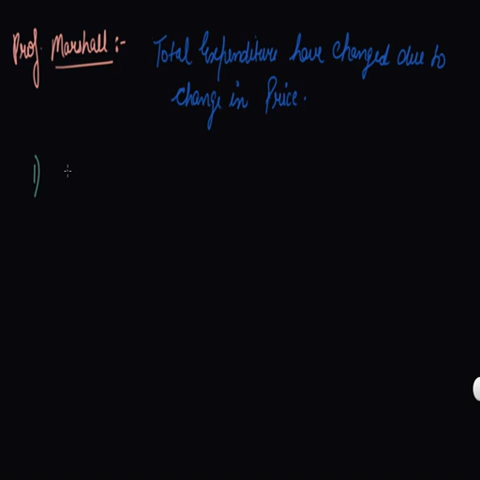 Prof. Marshall :- Total Expenditure have changed due to
change in Price.
1)